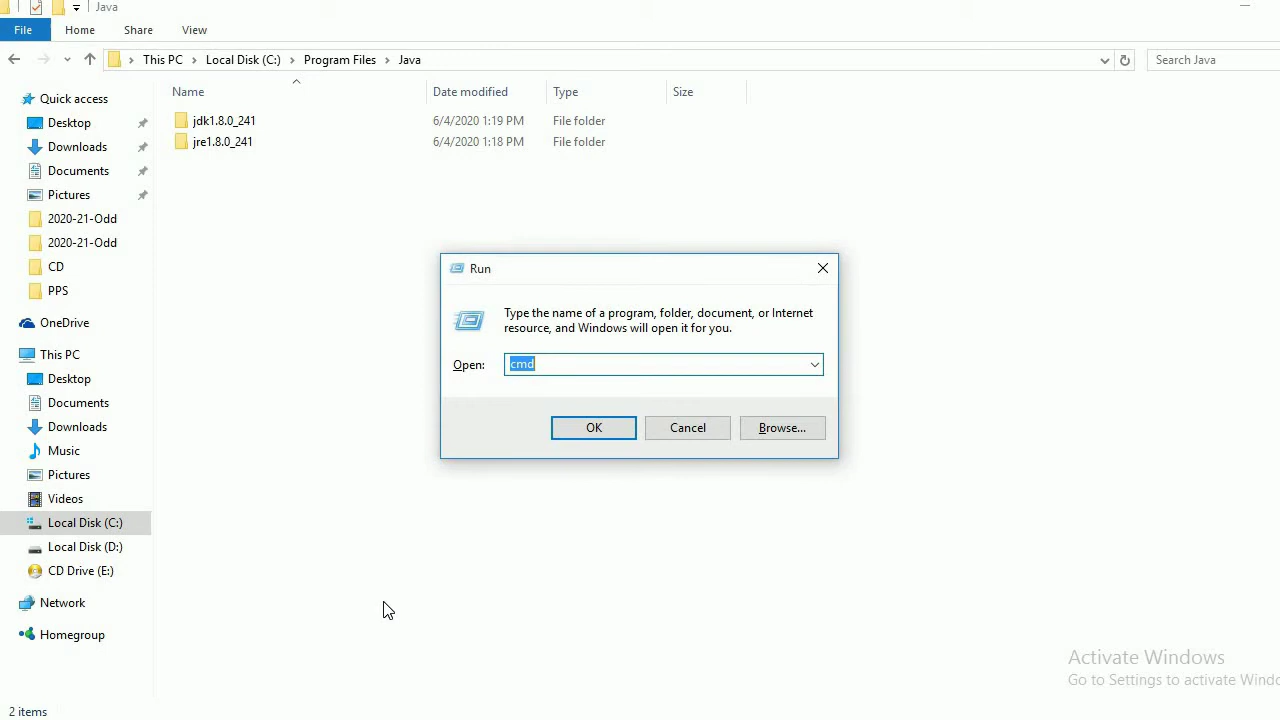 Java
File Home Share View
This PC Local Disk (C:) Program Files Java Search Java
Name Date modified Type Size
jdk1.8.0_241 6/4/2020 1:19 PM File folder
jre1.8.0_241 6/4/2020 1:18 PM File folder
Quick access
Desktop
Downloads
Documents
Pictures
2020-21-Odd
2020-21-Odd
CD
PPS
OneDrive
This PC
Desktop
Documents
Downloads
Music
Pictures
Videos
Local Disk (C:)
Local Disk (D:)
CD Drive (E:)
Network
Homegroup
Run
Type the name of a program, folder, document, or Internet
resource, and Windows will open it for you.
Open: cmd
OK Cancel Browse...
Activate Windows
Go to Settings to activate Windo
2 items